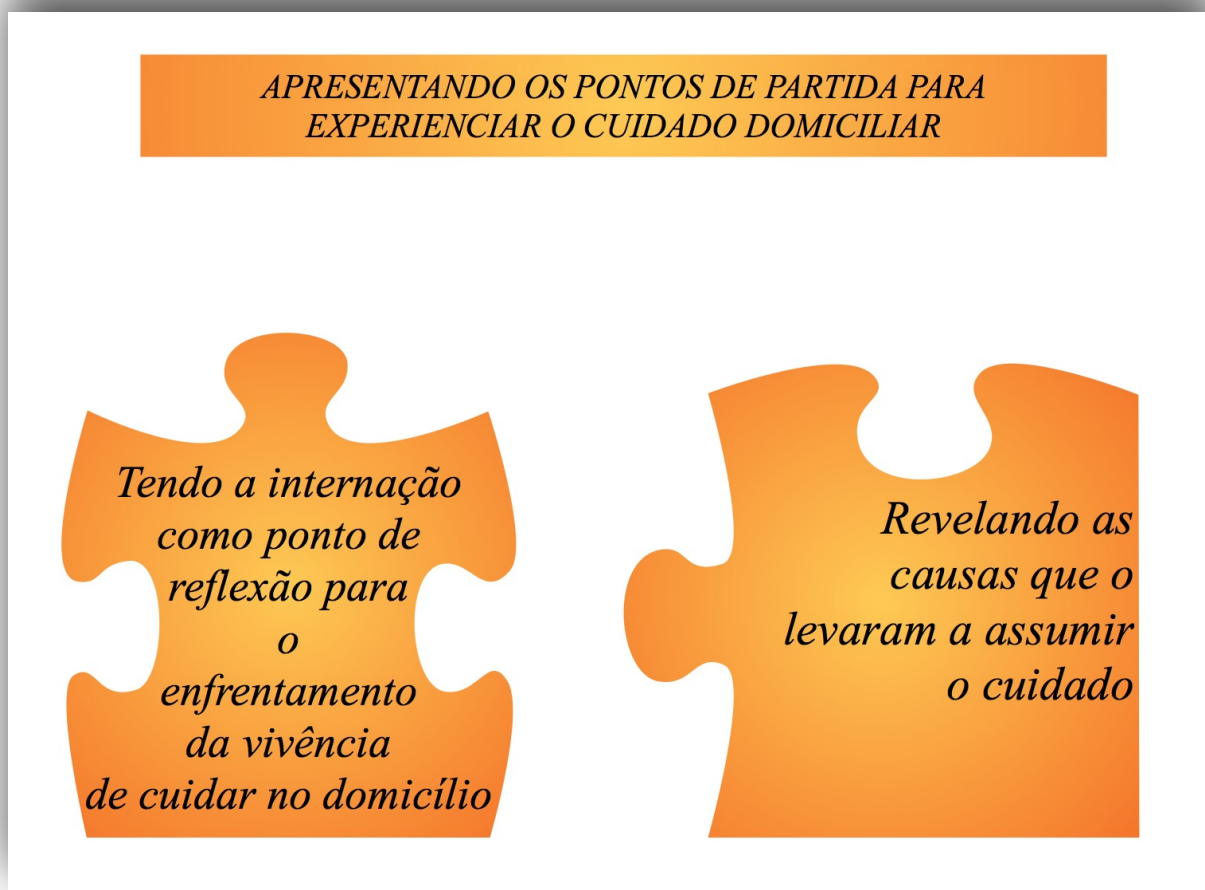 APRESENTANDO OS PONTOS DE PARTIDA PARA
EXPERIENCIAR O CUIDADO DOMICILIAR
Tendo a internação
como ponto de
reflexão para
o
enfrentamento
da vivência
de cuidar no domicílio
Revelando as
causas que o
levaram a assumir
o cuidado